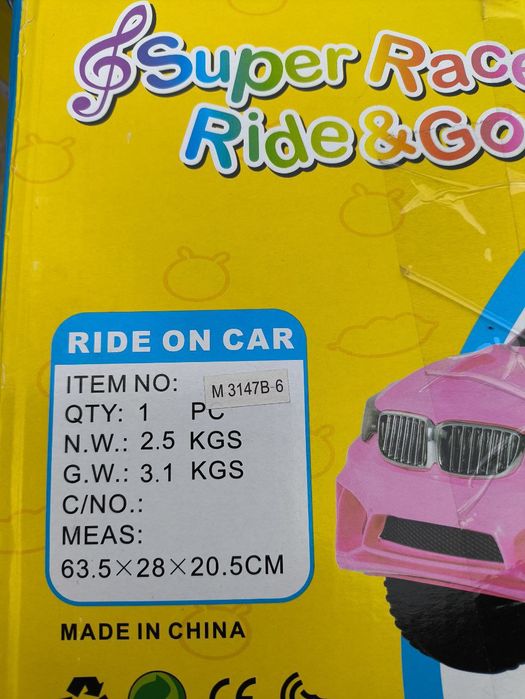 Super Race
Ride & Go
RIDE ON CAR
ITEM NO: M 3147B-6
QTY: 1 PC
N.W.: 2.5 KGS
G.W.: 3.1 KGS
C/NO.:
MEAS:
63.5×28×20.5CM
MADE IN CHINA
CE